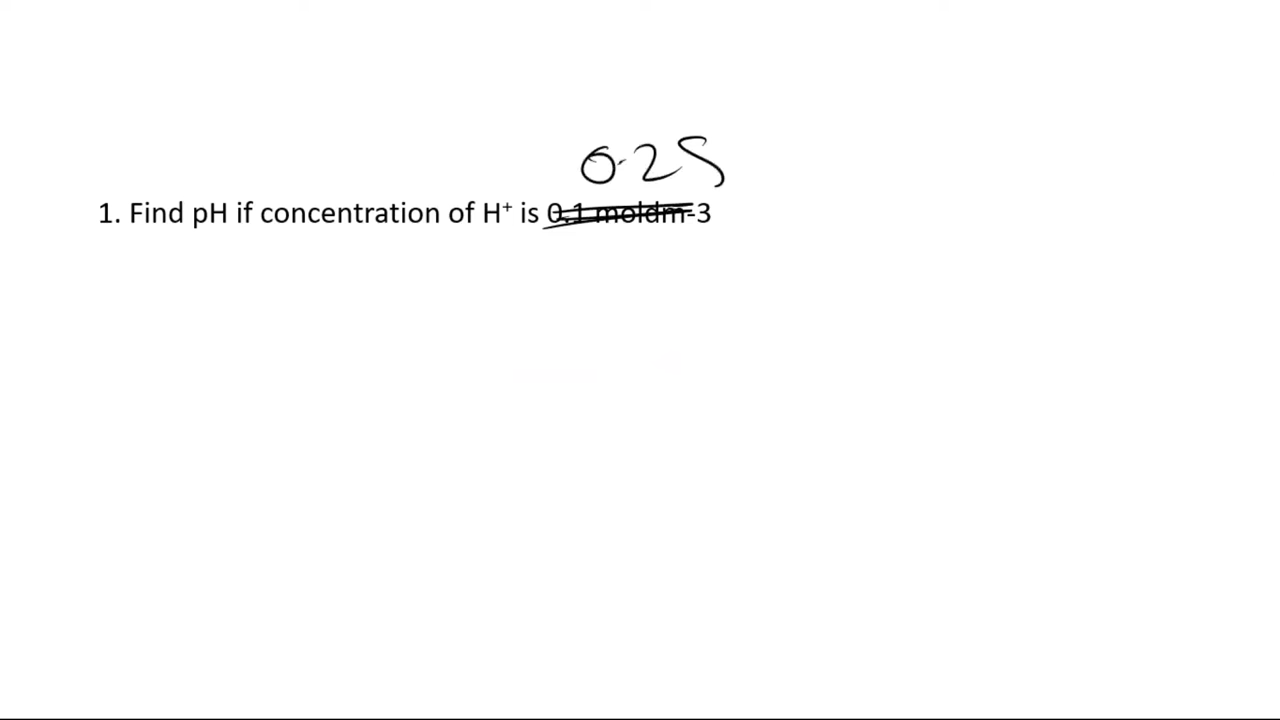 0.25
1. Find pH if concentration of H⁺ is 0.1 moldm-3